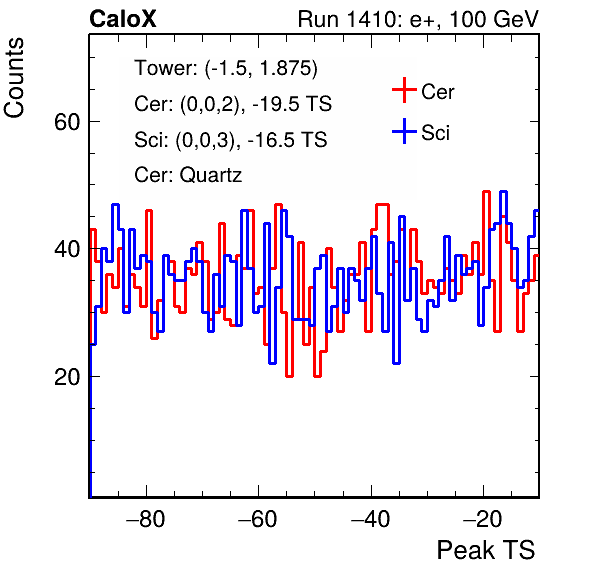 CaloX Run 1410: e+, 100 GeV
Counts
Tower: (-1.5, 1.875)
Cer: (0,0,2), -19.5 TS
Sci: (0,0,3), -16.5 TS
Cer: Quartz
Cer
Sci
60
40
20
−80 −60 −40 −20
Peak TS